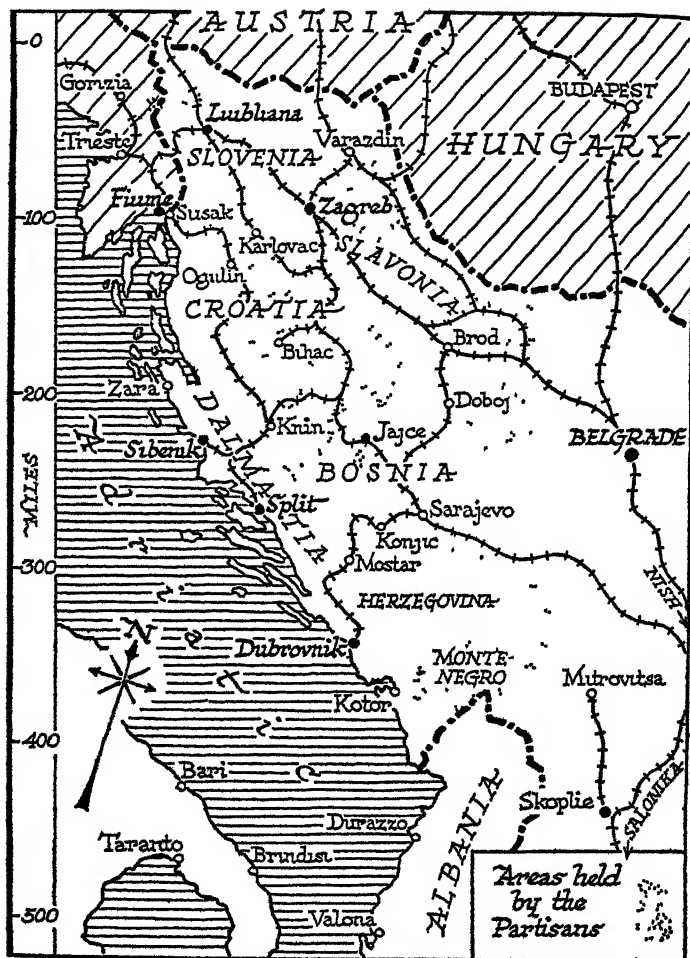 AUSTRIA
0
Gorizia
BUDAPEST
Liubliana
Trieste
Varazdin
HUNGARY
SLOVENIA
Fiume
Susak
Zagreb
100
Karlovac
SLAVONIA
Ogulin
CROATIA
Bihac
Brod
Zara
200
Doboj
DALMATIA
Knin
Jajce
BELGRADE
Sibenik
BOSNIA
MILES
Split
Sarajevo
Konjic
300
Mostar
NISH
HERZEGOVINA
Adriatic
N
Dubrovnik
MONTE-
NEGRO
Mitrovitsa
Kotor
400
Bari
Skoplie
SALONIKA
Durazzo
ALBANIA
Taranto
Brindisi
Areas held
by the
Partisans
500
Valona